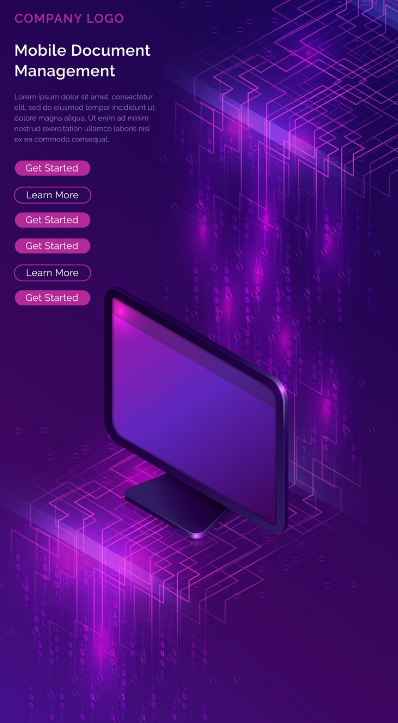 COMPANY LOGO
Mobile Document
Management
Lorem ipsum dolor sit amet, consectetur
elit, sed do eiusmod tempor incididunt ut
dolore magna aliqua. Ut enim ad minim
nostrud exercitation ullamco laboris nisi
ex ea commodo consequat.
Get Started
Learn More
Get Started
Get Started
Learn More
Get Started